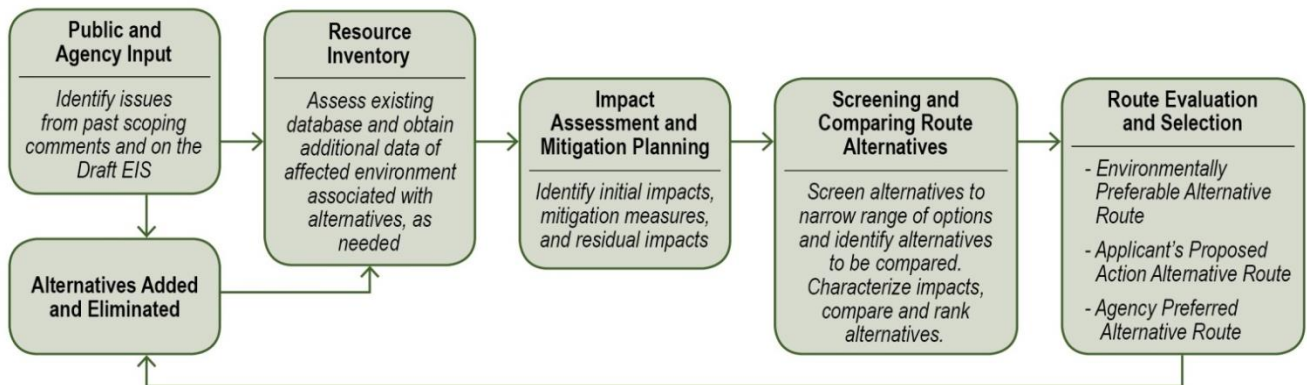 Public and
Agency Input
Identify issues
from past scoping
comments and on the
Draft EIS
Alternatives Added
and Eliminated
Resource
Inventory
Assess existing
database and obtain
additional data of
affected environment
associated with
alternatives, as
needed
Impact
Assessment and
Mitigation Planning
Identify initial impacts,
mitigation measures,
and residual impacts
Screening and
Comparing Route
Alternatives
Screen alternatives to
narrow range of options
and identify alternatives
to be compared.
Characterize impacts,
compare and rank
alternatives.
Route Evaluation
and Selection
- Environmentally
Preferable Alternative
Route
- Applicant’s Proposed
Action Alternative Route
- Agency Preferred
Alternative Route